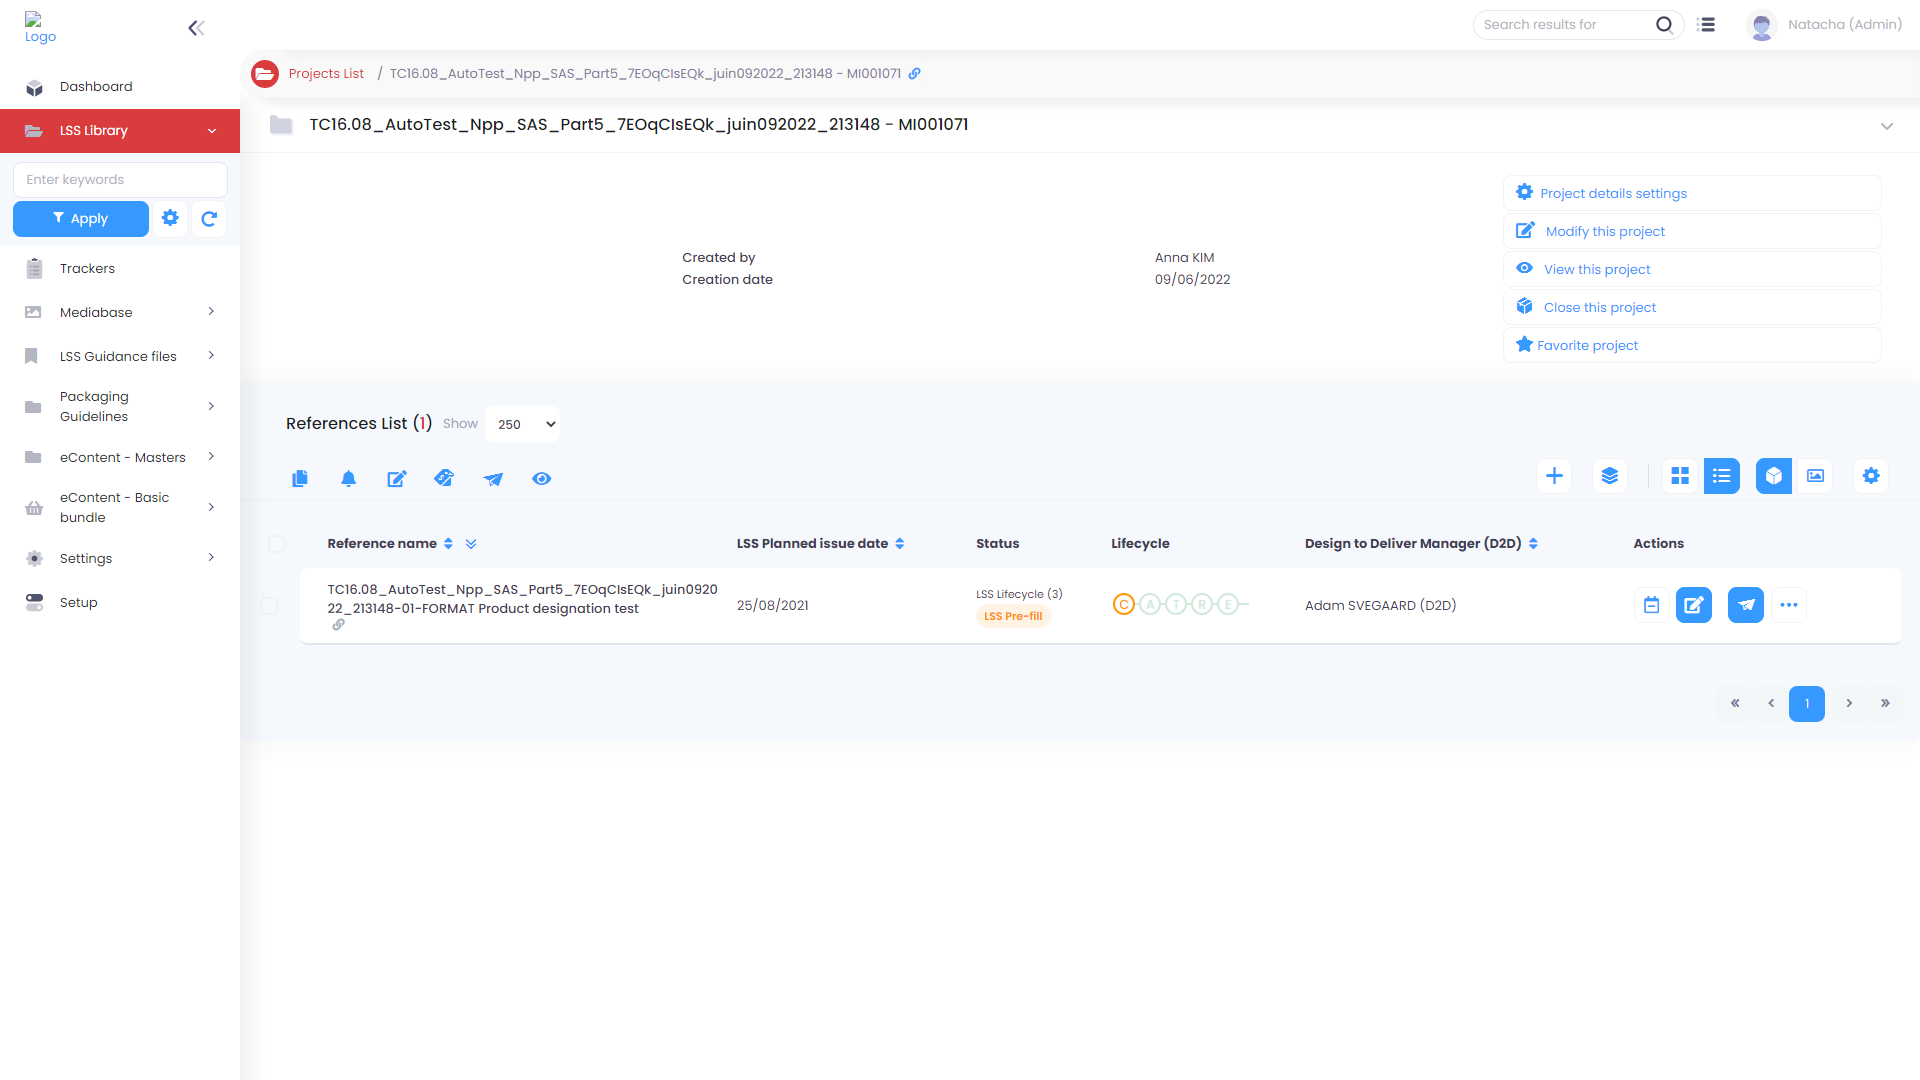 Logo
Search results for
Natacha (Admin)
Dashboard
LSS Library
Enter keywords
Apply
Trackers
Mediabase
LSS Guidance files
Packaging
Guidelines
eContent - Masters
eContent - Basic
bundle
Settings
Setup
Projects List / TC16.08_AutoTest_Npp_SAS_Part5_7EOqCIsEQk_juin092022_213148 - MI001071
TC16.08_AutoTest_Npp_SAS_Part5_7EOqCIsEQk_juin092022_213148 - MI001071
Created by Anna KIM
Creation date 09/06/2022
Project details settings
Modify this project
View this project
Close this project
Favorite project
References List (1) Show 250
Reference name LSS Planned issue date Status Lifecycle Design to Deliver Manager (D2D) Actions
TC16.08_AutoTest_Npp_SAS_Part5_7EOqCIsEQk_juin0920
22_213148-01-FORMAT Product designation test
25/08/2021
LSS Lifecycle (3)
LSS Pre-fill
C A T R E
Adam SVEGAARD (D2D)
« ‹ 1 › »